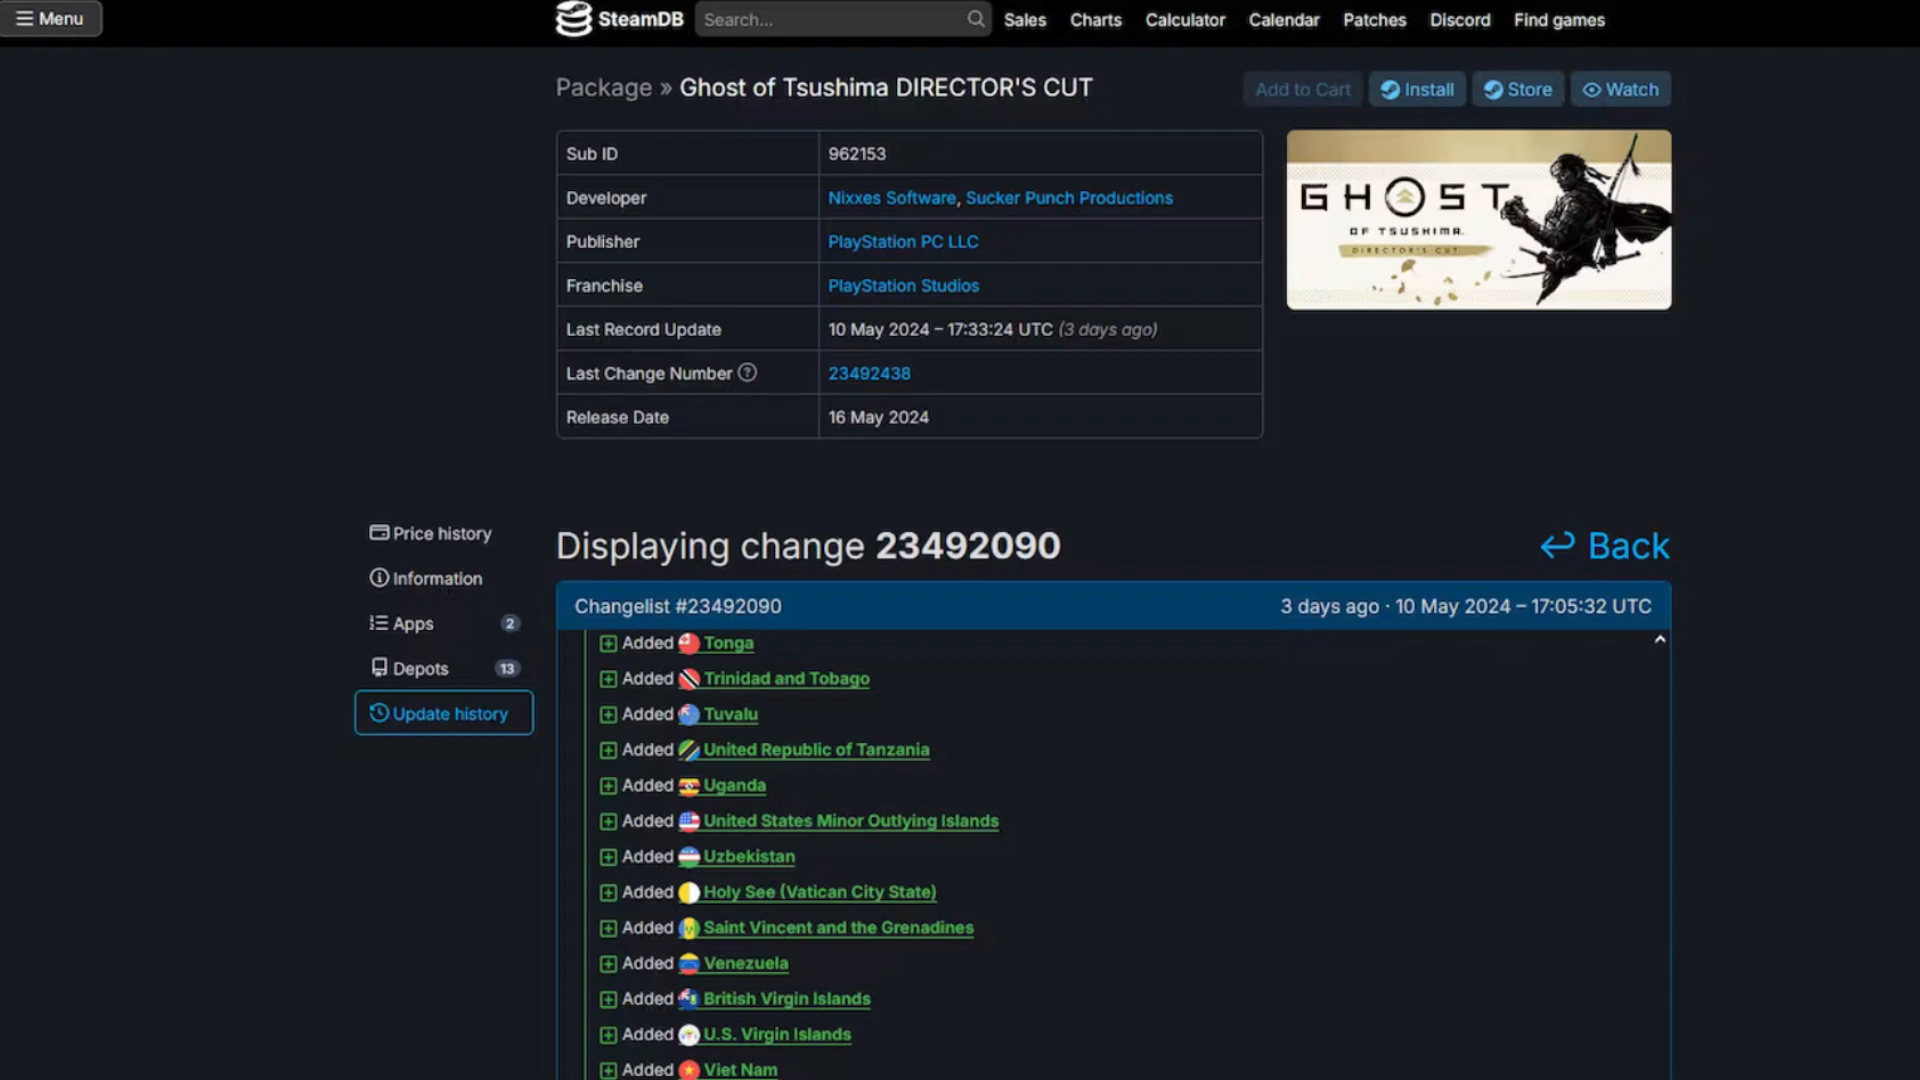 Menu
SteamDB
Search...
Sales
Charts
Calculator
Calendar
Patches
Discord
Find games
Package » Ghost of Tsushima DIRECTOR'S CUT
Add to Cart
Install
Store
Watch
Sub ID 962153
Developer Nixxes Software, Sucker Punch Productions
Publisher PlayStation PC LLC
Franchise PlayStation Studios
Last Record Update 10 May 2024 – 17:33:24 UTC (3 days ago)
Last Change Number ? 23492438
Release Date 16 May 2024
GHOST
OF TSUSHIMA.
DIRECTOR'S CUT
Price history
Information
Apps 2
Depots 13
Update history
Displaying change 23492090
Back
Changelist #23492090 3 days ago · 10 May 2024 – 17:05:32 UTC
Added Tonga
Added Trinidad and Tobago
Added Tuvalu
Added United Republic of Tanzania
Added Uganda
Added United States Minor Outlying Islands
Added Uzbekistan
Added Holy See (Vatican City State)
Added Saint Vincent and the Grenadines
Added Venezuela
Added British Virgin Islands
Added U.S. Virgin Islands
Added Viet Nam